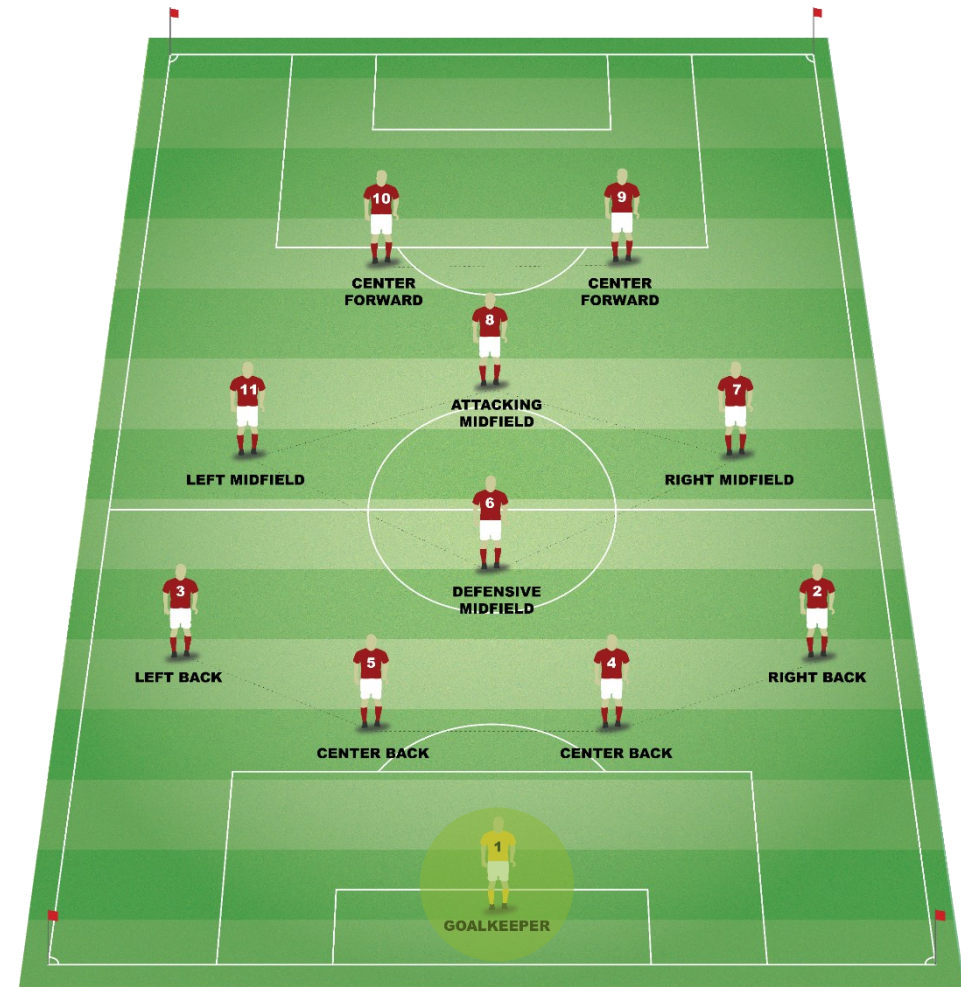 10
9
CENTER
FORWARD
CENTER
FORWARD
8
ATTACKING
MIDFIELD
11
7
LEFT MIDFIELD
RIGHT MIDFIELD
6
DEFENSIVE
MIDFIELD
3
2
LEFT BACK
RIGHT BACK
5
4
CENTER BACK
CENTER BACK
1
GOALKEEPER